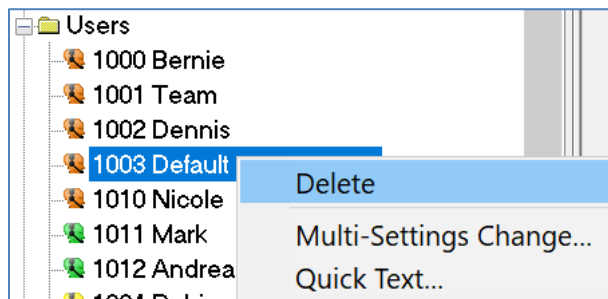 Users
1000 Bernie
1001 Team
1002 Dennis
1003 Default
Delete
1010 Nicole
1011 Mark
Multi-Settings Change...
1012 Andrea
Quick Text...